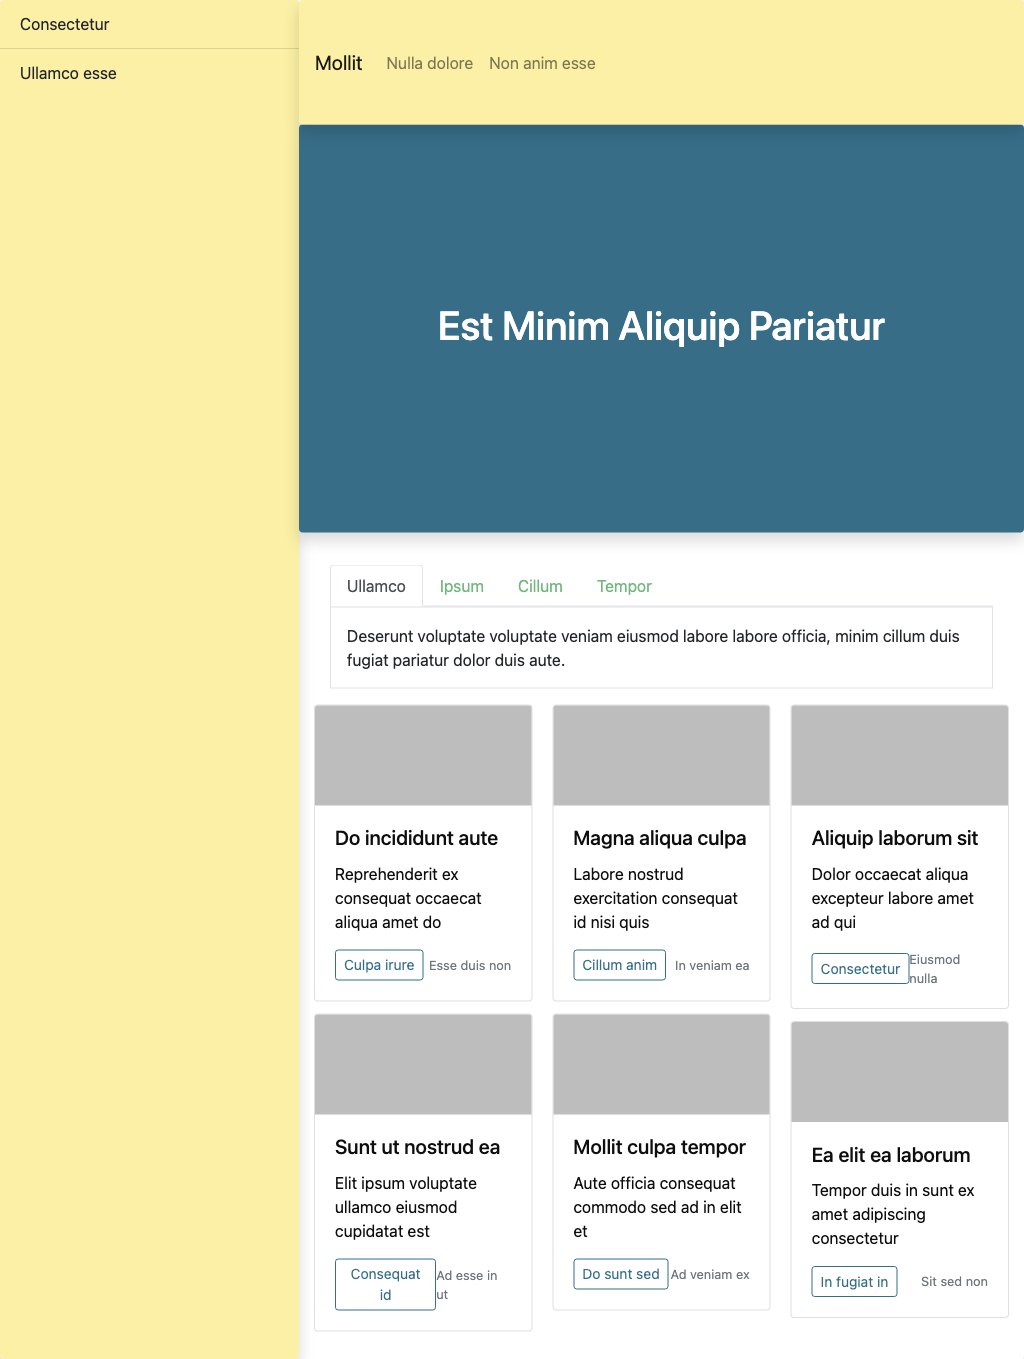 Consectetur
Ullamco esse
Mollit
Nulla dolore
Non anim esse
Est Minim Aliquip Pariatur
Ullamco
Ipsum
Cillum
Tempor
Deserunt voluptate voluptate veniam eiusmod labore labore officia, minim cillum duis
fugiat pariatur dolor duis aute.
Do incididunt aute
Reprehenderit ex
consequat occaecat
aliqua amet do
Culpa irure
Esse duis non
Magna aliqua culpa
Labore nostrud
exercitation consequat
id nisi quis
Cillum anim
In veniam ea
Aliquip laborum sit
Dolor occaecat aliqua
excepteur labore amet
ad qui
Consectetur
Eiusmod
nulla
Sunt ut nostrud ea
Elit ipsum voluptate
ullamco eiusmod
cupidatat est
Consequat
id
Ad esse in
ut
Mollit culpa tempor
Aute officia consequat
commodo sed ad in elit
et
Do sunt sed
Ad veniam ex
Ea elit ea laborum
Tempor duis in sunt ex
amet adipiscing
consectetur
In fugiat in
Sit sed non